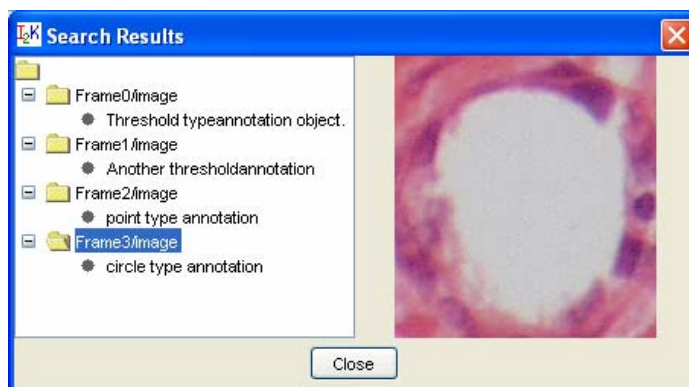 I2K Search Results
Frame0/image
Threshold typeannotation object.
Frame1/image
Another thresholdannotation
Frame2/image
point type annotation
Frame3/image
circle type annotation
Close